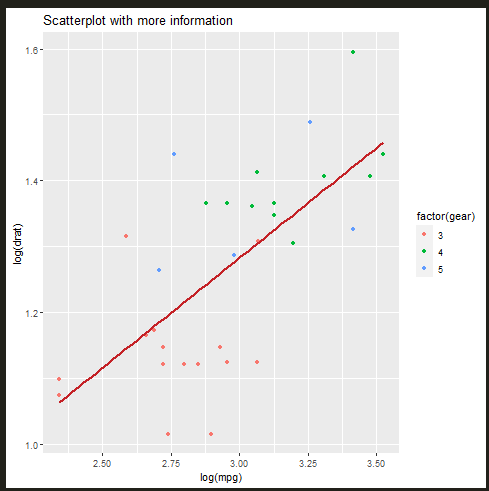 Scatterplot with more information
1.6
1.4
1.2
1.0
log(drat)
2.50 2.75 3.00 3.25 3.50
log(mpg)
factor(gear)
3
4
5